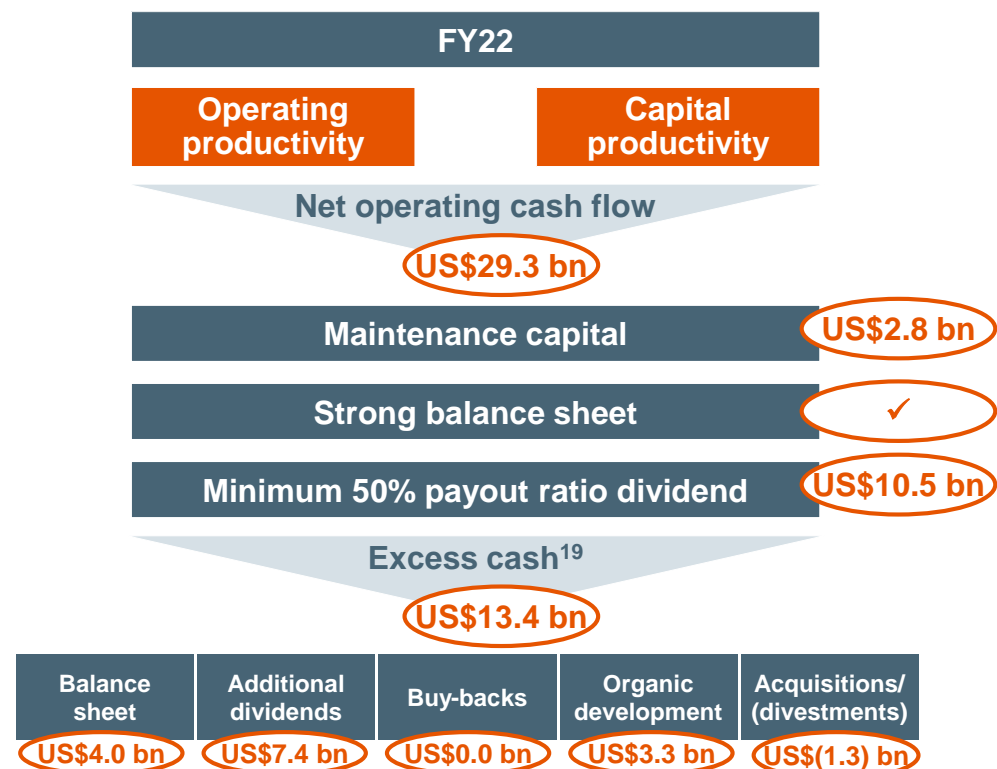 FY22
Operating
productivity
Capital
productivity
Net operating cash flow
US$29.3 bn
Maintenance capital
US$2.8 bn
Strong balance sheet
✓
Minimum 50% payout ratio dividend
US$10.5 bn
Excess cash¹⁹
US$13.4 bn
Balance
sheet
Additional
dividends
Buy-backs
Organic
development
Acquisitions/
(divestments)
US$4.0 bn
US$7.4 bn
US$0.0 bn
US$3.3 bn
US$(1.3) bn